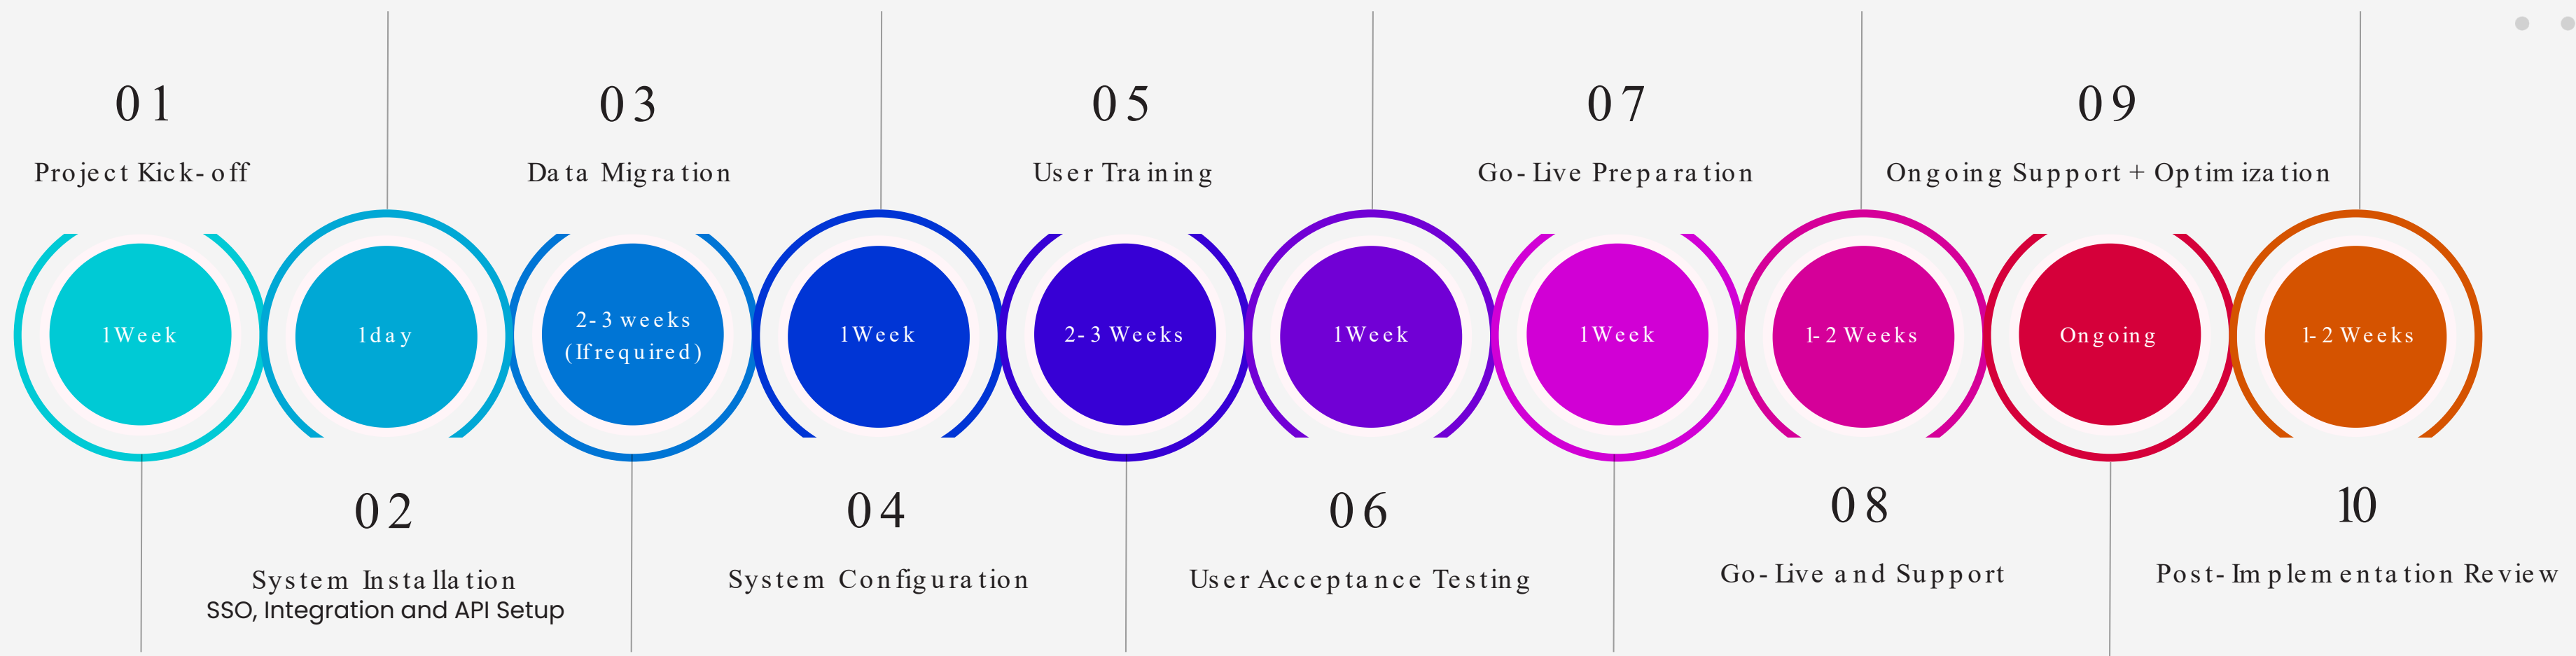 01
Project Kick-off
1 Week
02
System Installation
SSO, Integration and API Setup
1 day
03
Data Migration
2-3 weeks
(If required)
04
System Configuration
1 Week
05
User Training
2-3 Weeks
06
User Acceptance Testing
1 Week
07
Go-Live Preparation
1 Week
08
Go-Live and Support
1-2 Weeks
09
Ongoing Support + Optimization
Ongoing
10
Post-Implementation Review
1-2 Weeks